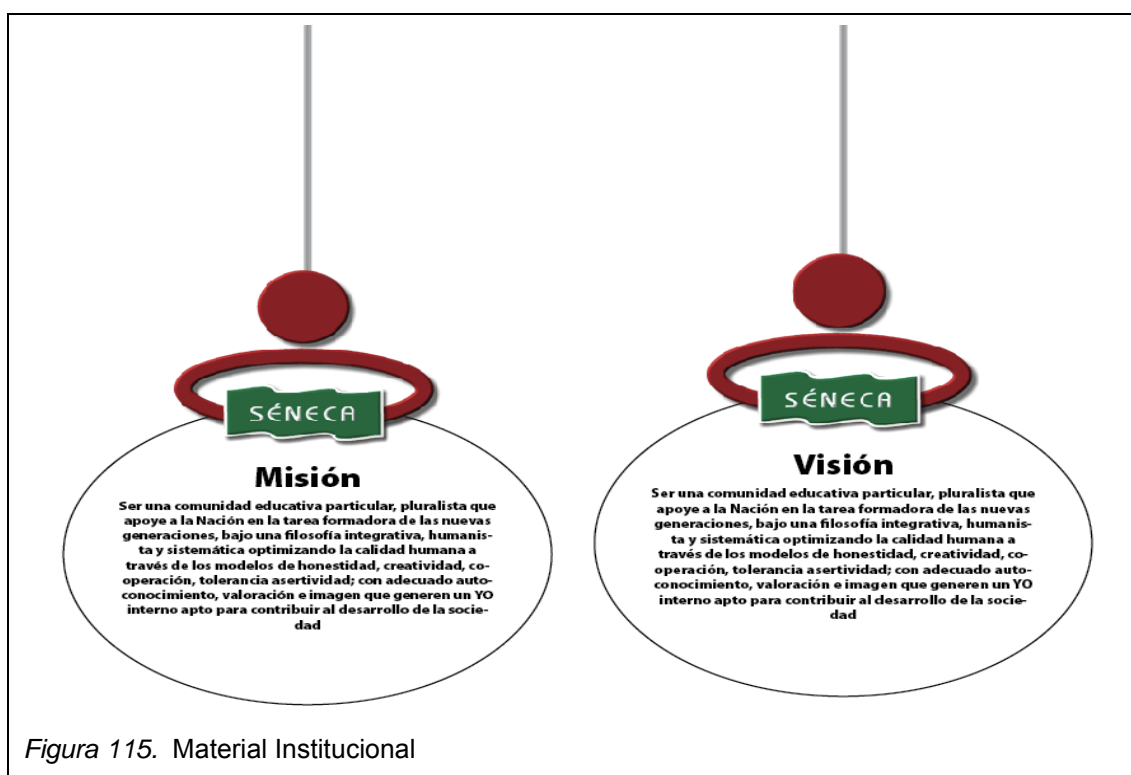 SÉNECA
Misión
Ser una comunidad educativa particular, pluralista que
apoye a la Nación en la tarea formadora de las nuevas
generaciones, bajo una filosofía integrativa, humanis-
ta y sistemática optimizando la calidad humana a
través de los modelos de honestidad, creatividad, co-
operación, tolerancia asertividad; con adecuado auto-
conocimiento, valoración e imagen que generen un YO
interno apto para contribuir al desarrollo de la socie-
dad
SÉNECA
Visión
Ser una comunidad educativa particular, pluralista que
apoye a la Nación en la tarea formadora de las nuevas
generaciones, bajo una filosofía integrativa, humanis-
ta y sistemática optimizando la calidad humana a
través de los modelos de honestidad, creatividad, co-
operación, tolerancia asertividad; con adecuado auto-
conocimiento, valoración e imagen que generen un YO
interno apto para contribuir al desarrollo de la socie-
dad
Figura 115. Material Institucional